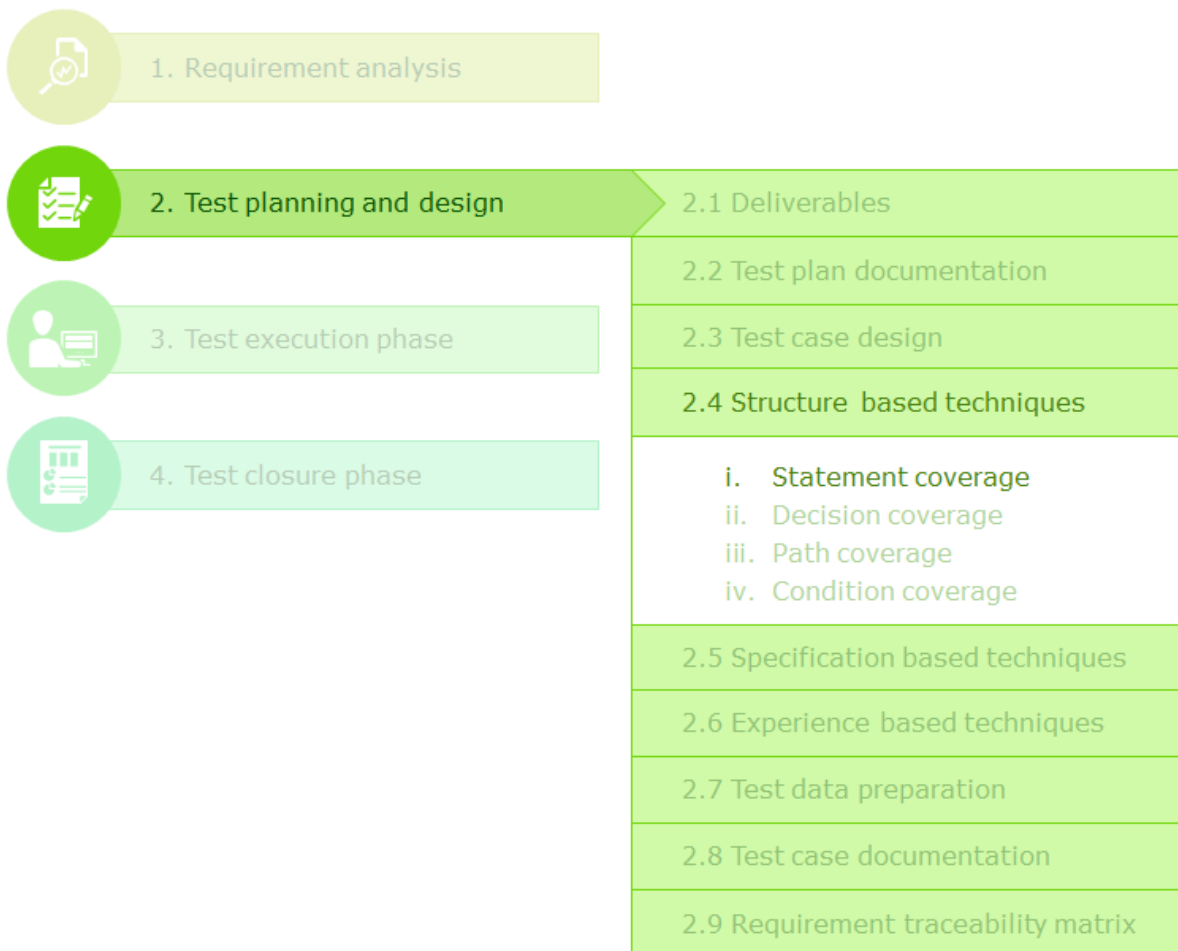 1. Requirement analysis
2. Test planning and design
2.1 Deliverables
2.2 Test plan documentation
3. Test execution phase
2.3 Test case design
2.4 Structure based techniques
4. Test closure phase
i. Statement coverage
ii. Decision coverage
iii. Path coverage
iv. Condition coverage
2.5 Specification based techniques
2.6 Experience based techniques
2.7 Test data preparation
2.8 Test case documentation
2.9 Requirement traceability matrix